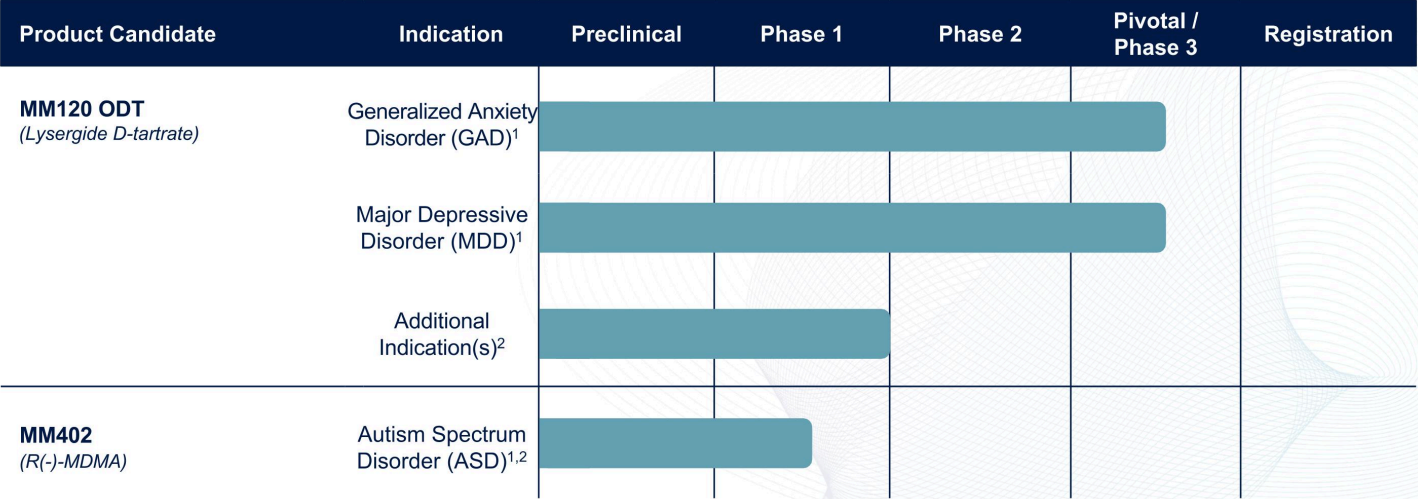 Product Candidate
Indication
Preclinical
Phase 1
Phase 2
Pivotal /
Phase 3
Registration
MM120 ODT
(Lysergide D-tartrate)
Generalized Anxiety
Disorder (GAD)¹
Major Depressive
Disorder (MDD)¹
Additional
Indication(s)²
MM402
(R(-)-MDMA)
Autism Spectrum
Disorder (ASD)¹,²